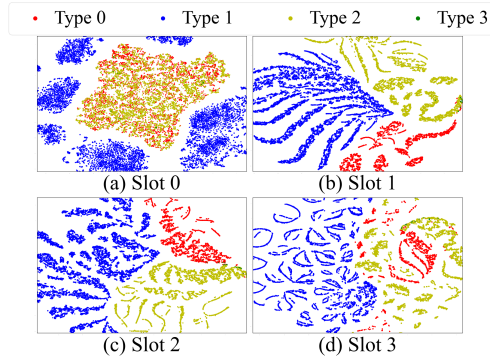 Type 0 Type 1 Type 2 Type 3
(a) Slot 0 (b) Slot 1
(c) Slot 2 (d) Slot 3